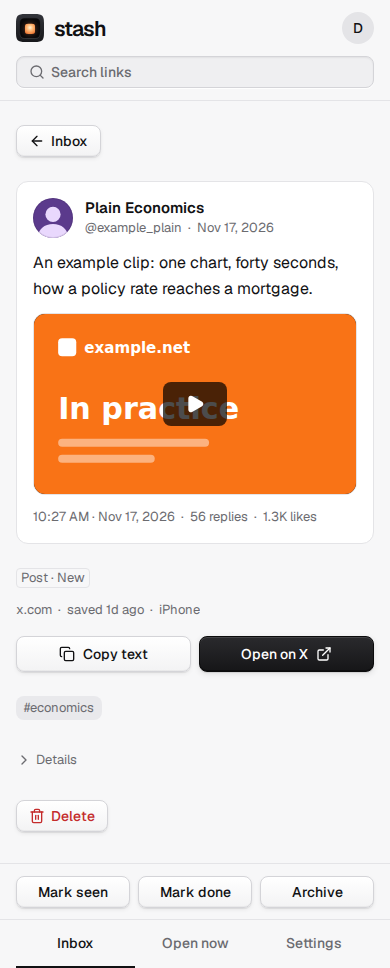 stash
D
Search links
Inbox
Plain Economics
@example_plain · Nov 17, 2026
An example clip: one chart, forty seconds,
how a policy rate reaches a mortgage.
example.net
In practice
10:27 AM · Nov 17, 2026 · 56 replies · 1.3K likes
Post · New
x.com · saved 1d ago · iPhone
Copy text
Open on X
#economics
Details
Delete
Mark seen
Mark done
Archive
Inbox
Open now
Settings